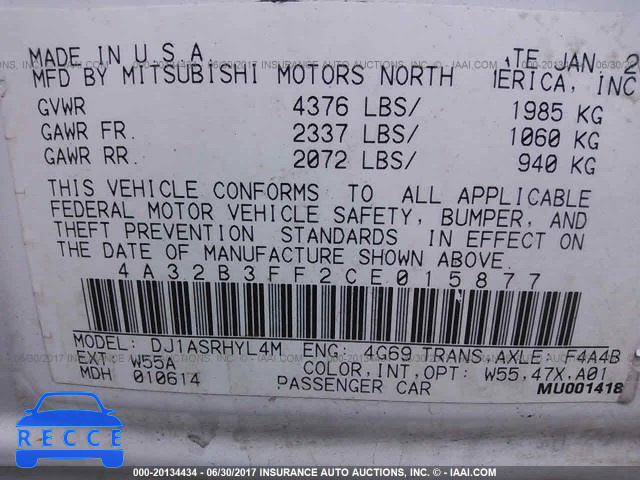 MADE IN U S A TE JAN. 2
MFD BY MITSUBISHI MOTORS NORTH ERICA, INC
GVWR 4376 LBS/ 1985 KG
GAWR FR. 2337 LBS/ 1060 KG
GAWR RR. 2072 LBS/ 940 KG
THIS VEHICLE CONFORMS TO ALL APPLICABLE
FEDERAL MOTOR VEHICLE SAFETY, BUMPER, AND
THEFT PREVENTION STANDARDS IN EFFECT ON
THE DATE OF MANUFACTURE SHOWN ABOVE.
4A32B3FF2CE015877
MODEL: DJ1ASRHYL4M ENG: 4G69 TRANS.AXLE: F4A4B
EXT: W55A COLOR,INT,OPT: W55,47X,A01
MDH 010614 PASSENGER CAR MU001418
RECCE
000-20134434 - 06/30/2017 INSURANCE AUTO AUCTIONS, INC. - © IAAI.COM